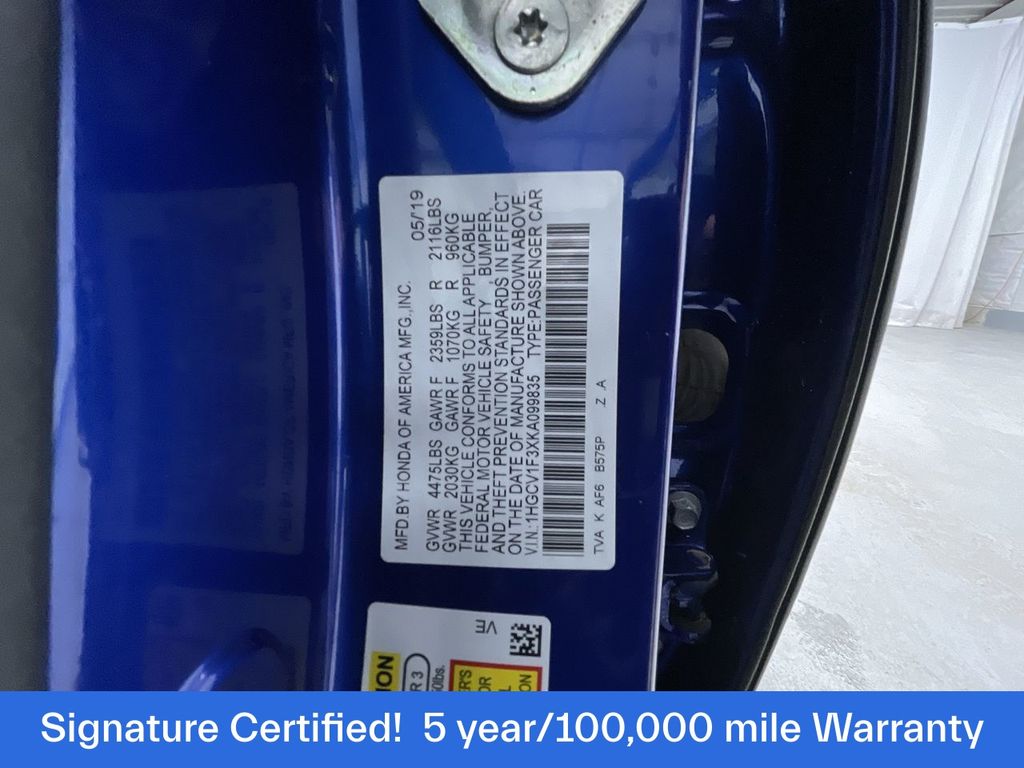 MFD.BY HONDA OF AMERICA MFG.,INC. 05/'19
GVWR 4475LBS GAWR F 2359LBS R 2116LBS
GVWR 2030KG GAWR F 1070KG R 960KG
THIS VEHICLE CONFORMS TO ALL APPLICABLE
FEDERAL MOTOR VEHICLE SAFETY , BUMPER,
AND THEFT PREVENTION STANDARDS IN EFFECT
ON THE DATE OF MANUFACTURE SHOWN ABOVE.
V.I.N.:1HGCV1F3XKA099835 TYPE:PASSENGER CAR
TVA K AF6 B575P .Z .A
VE
R 3
Signature Certified! 5 year/100,000 mile Warranty